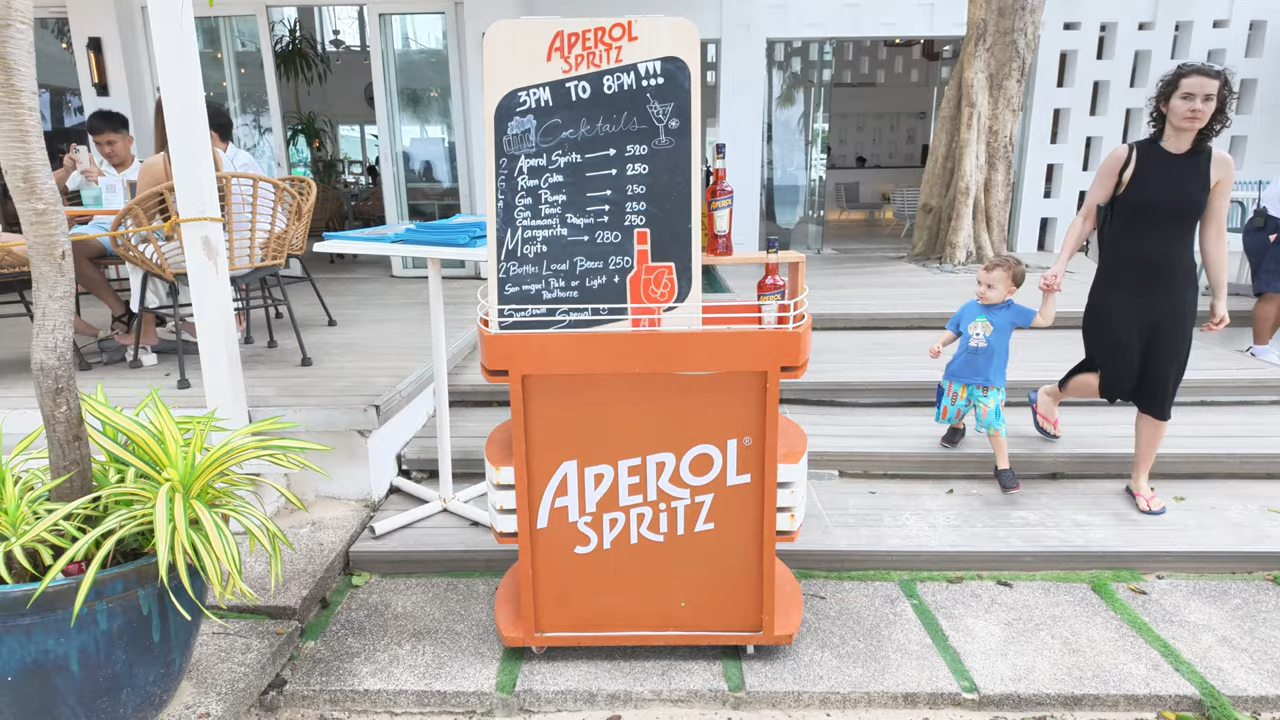 APEROL
SPRITZ
3PM TO 8PM !!!
Cocktails
2 Aperol Spritz → 520
Rum Coke → 250
Gin Pompi 250
Gin Tonic 250
Calamansi Daquiri → 250
Margarita → 280
Mojito
2 Bottles Local Beers 250
San miguel Pale or Light +
Redhorse
Sundown Special
APEROL
APEROL
APEROL®
SPRITZ